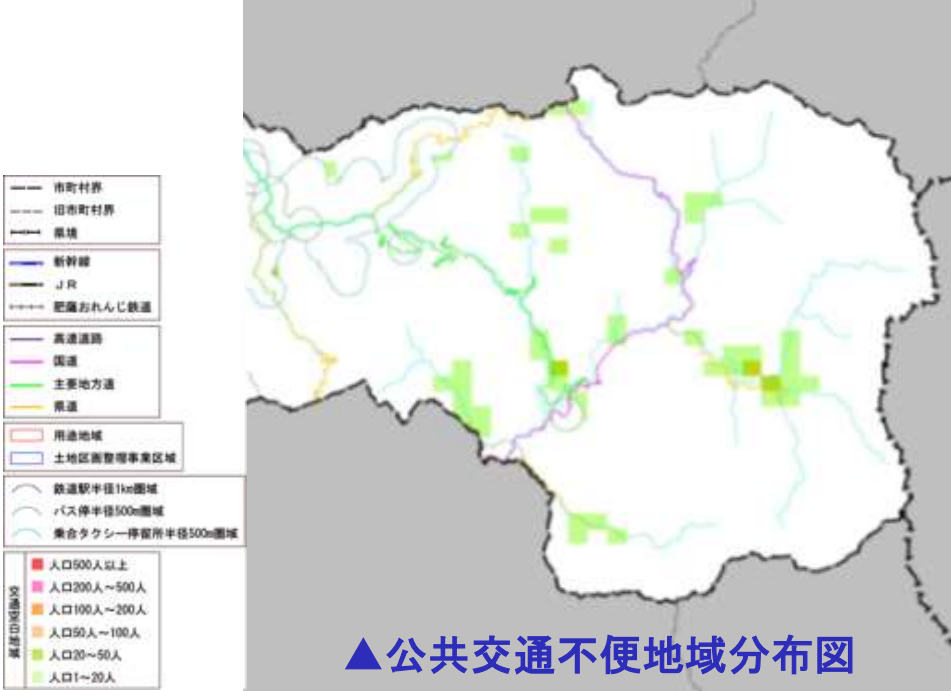 市町村界
旧市町村界
県境
新幹線
JR
肥薩おれんじ鉄道
高速道路
国道
主要地方道
県道
用途地域
土地区画整理事業区域
鉄道駅半径1km圏域
バス停半径500m圏域
乗合タクシー停留所半径500m圏域
交通空白地域
人口500人以上
人口200人～500人
人口100人～200人
人口50人～100人
人口20～50人
人口1～20人
▲公共交通不便地域分布図